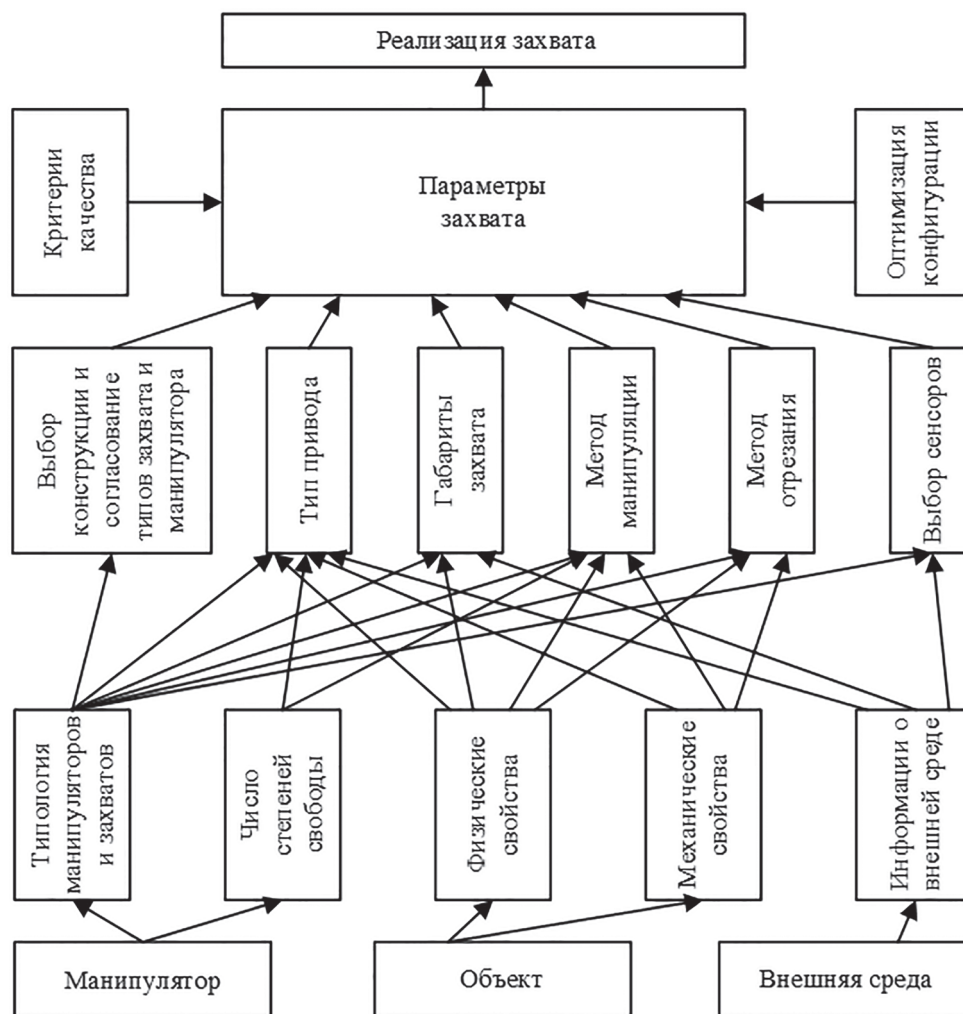 Реализация захвата
Критерии
качества
Параметры
захвата
Оптимизация
конфигурации
Выбор
конструкции и
согласование
типов захвата и
манипулятора
Тип привода
Габариты
захвата
Метод
манипуляции
Метод
отрезания
Выбор сенсоров
Типология
манипуляторов
и захватов
Число
степеней
свободы
Физические
свойства
Механические
свойства
Информации о
внешней среде
Манипулятор
Объект
Внешняя среда